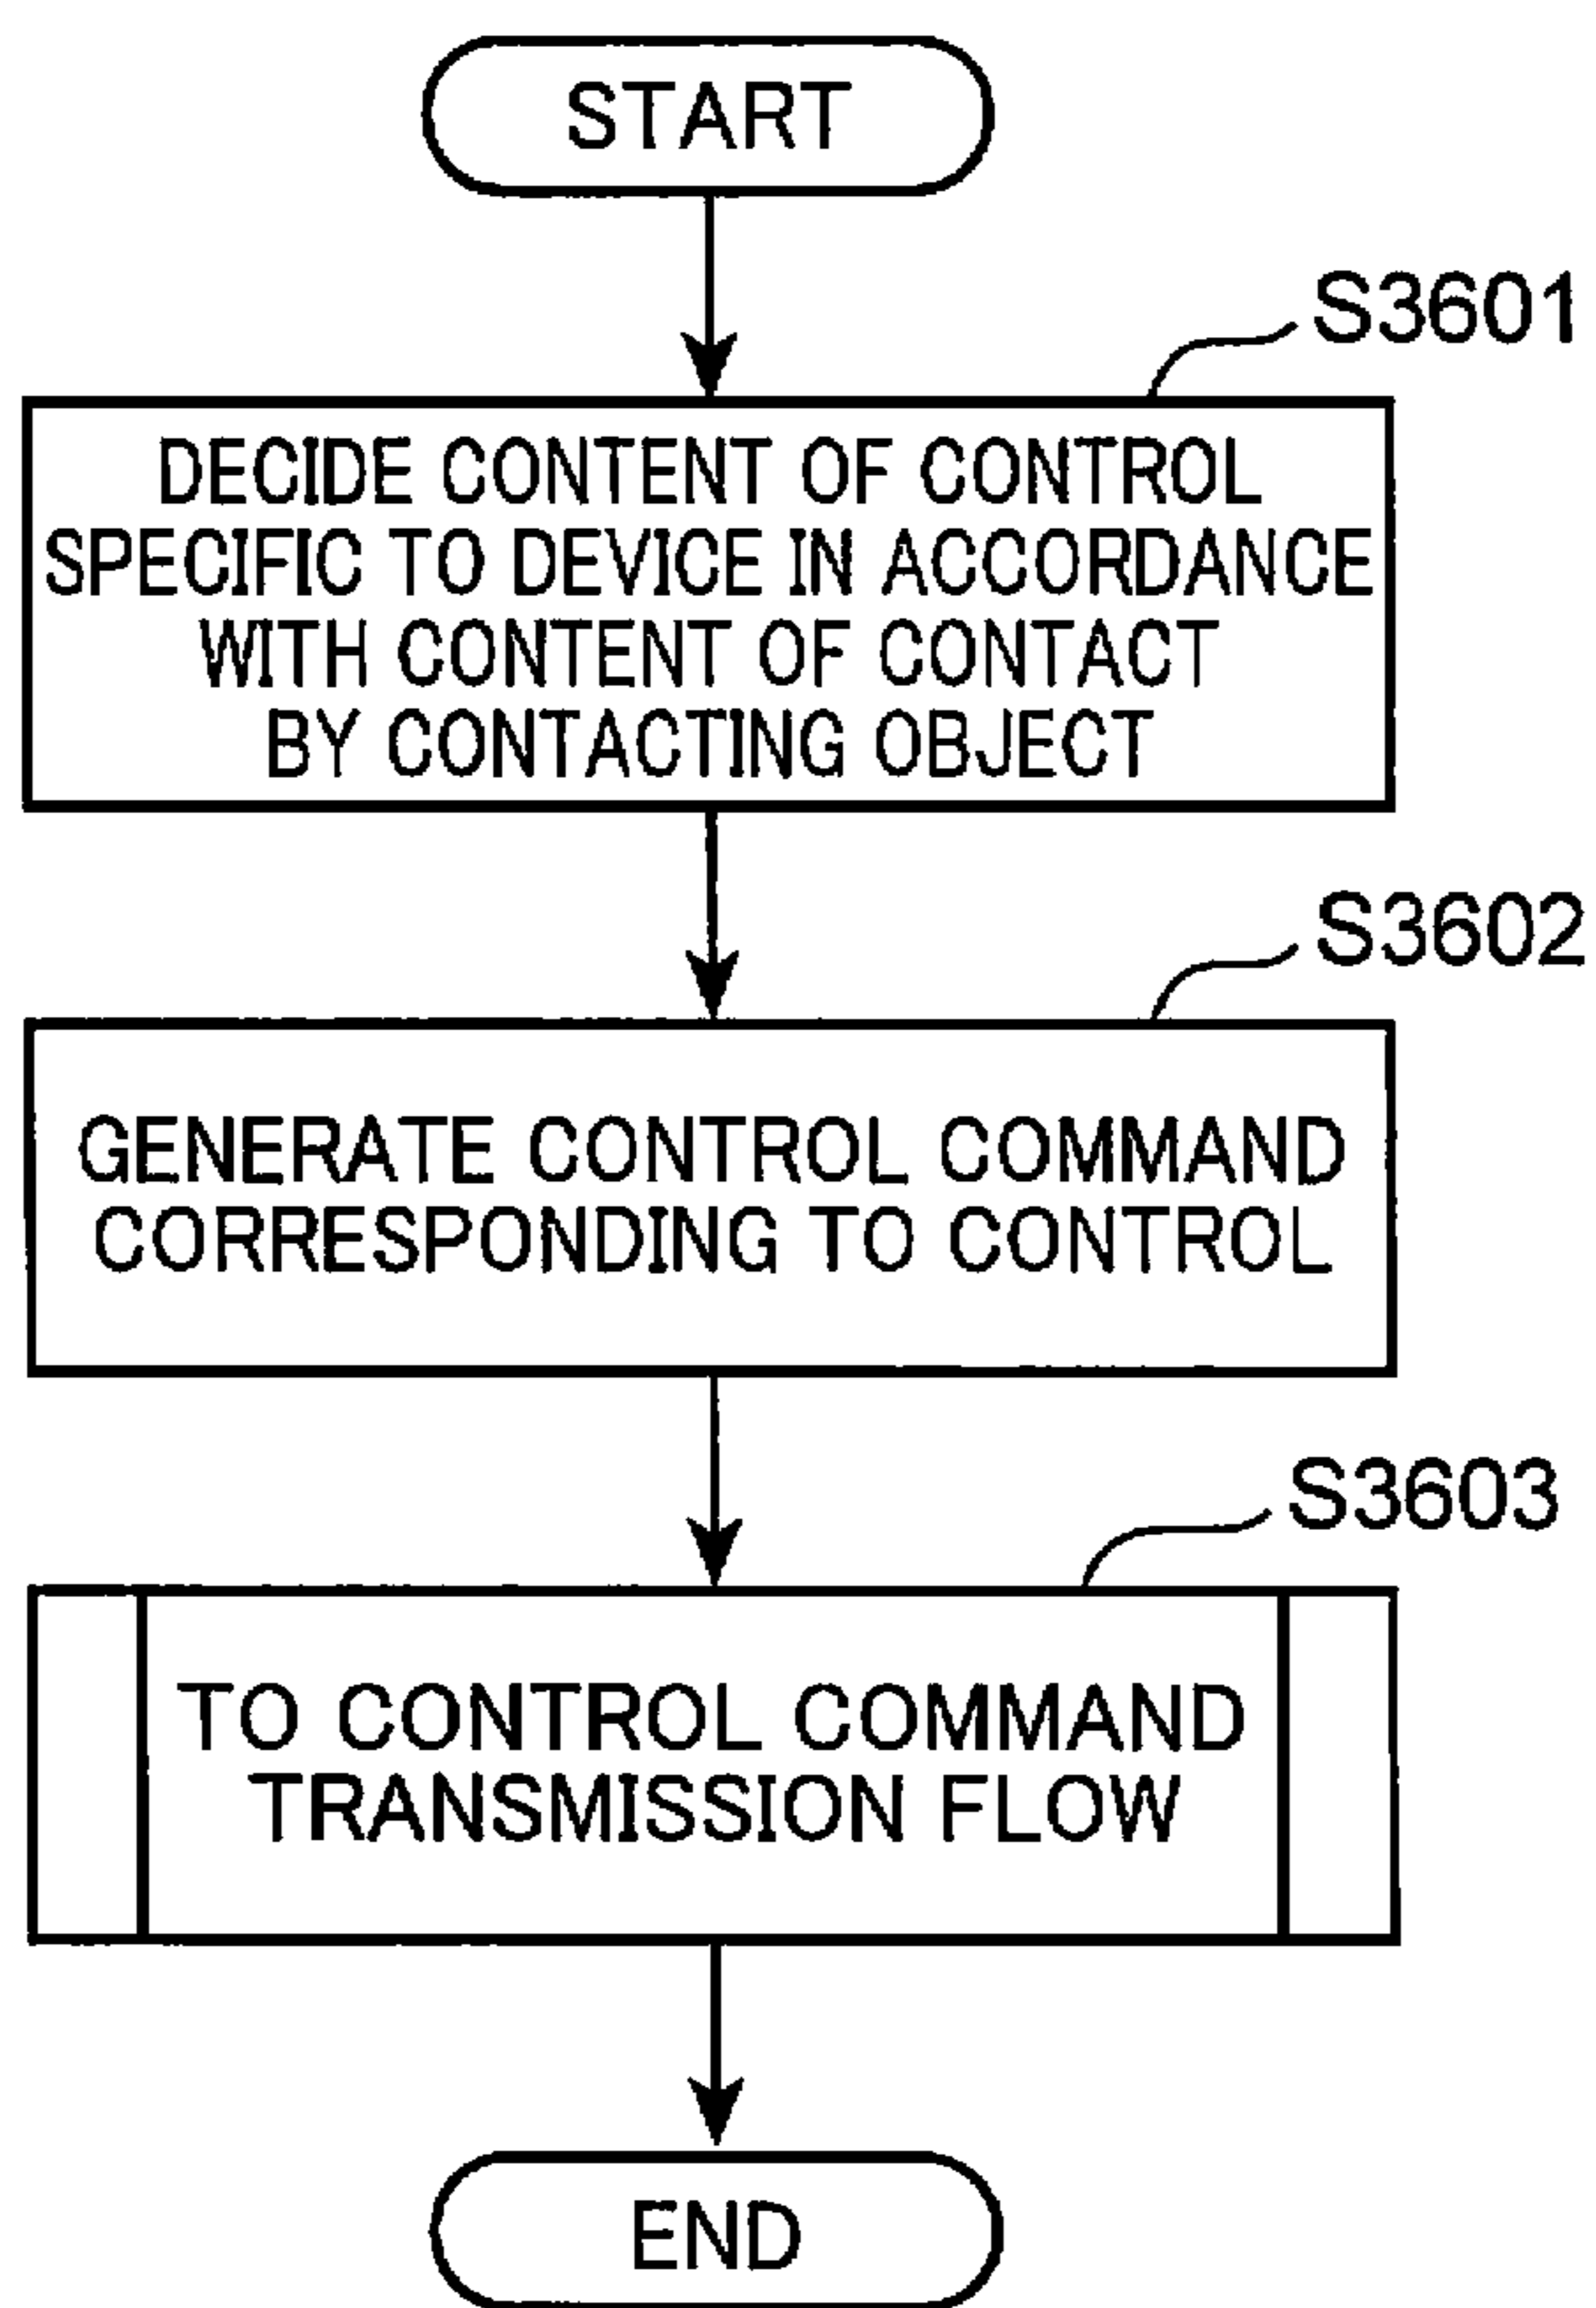 START
S3601
DECIDE CONTENT OF CONTROL
SPECIFIC TO DEVICE IN ACCORDANCE
WITH CONTENT OF CONTACT
BY CONTACTING OBJECT
S3602
GENERATE CONTROL COMMAND
CORRESPONDING TO CONTROL
S3603
TO CONTROL COMMAND
TRANSMISSION FLOW
END